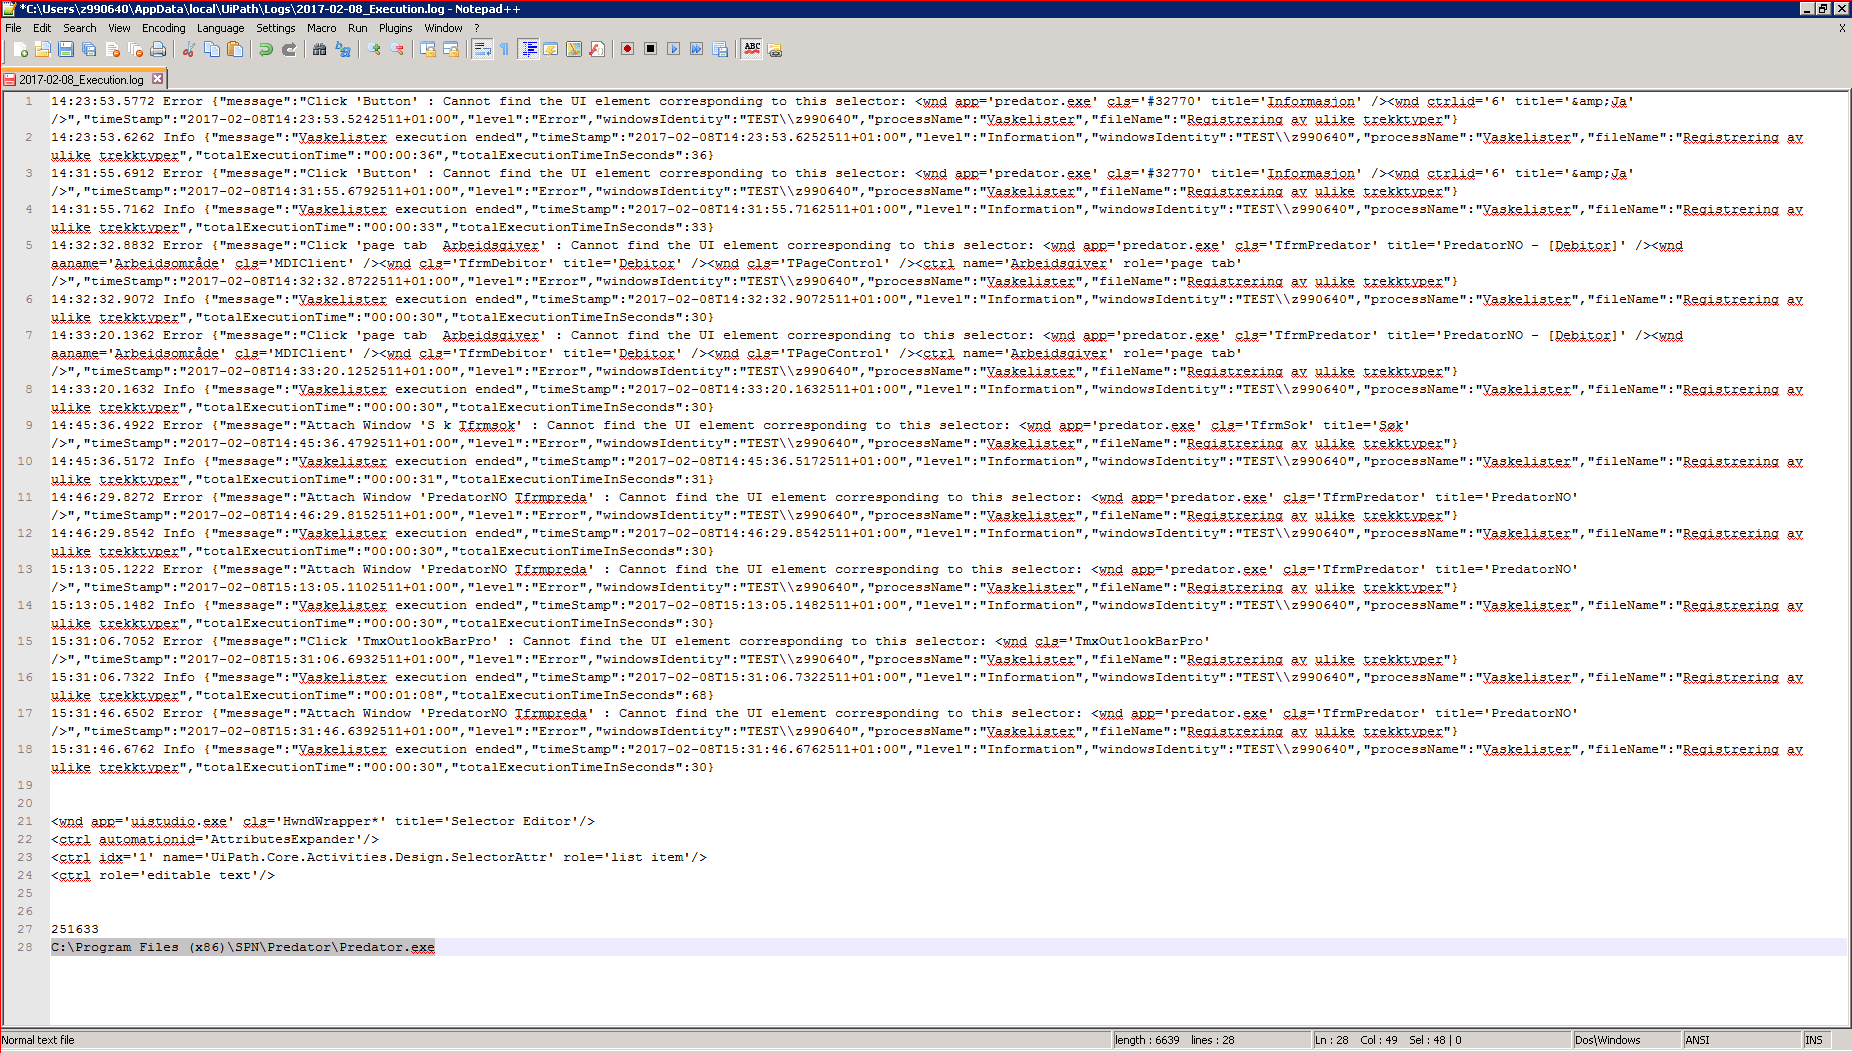 *C:\Users\z990640\AppData\local\UiPath\Logs\2017-02-08_Execution.log - Notepad++
File Edit Search View Encoding Language Settings Macro Run Plugins Window ? X
2017-02-08_Execution.log
1 14:23:53.5772 Error {"message":"Click 'Button' : Cannot find the UI element corresponding to this selector: <wnd app='predator.exe' cls='#32770' title='Informasjon' /><wnd ctrlid='6' title='&amp;Ja'
/>","timeStamp":"2017-02-08T14:23:53.5242511+01:00","level":"Error","windowsIdentity":"TEST\\z990640","processName":"Vaskelister","fileName":"Registrering av ulike trekktyper"}
2 14:23:53.6262 Info {"message":"Vaskelister execution ended","timeStamp":"2017-02-08T14:23:53.6252511+01:00","level":"Information","windowsIdentity":"TEST\\z990640","processName":"Vaskelister","fileName":"Registrering av
ulike trekktyper","totalExecutionTime":"00:00:36","totalExecutionTimeInSeconds":36}
3 14:31:55.6912 Error {"message":"Click 'Button' : Cannot find the UI element corresponding to this selector: <wnd app='predator.exe' cls='#32770' title='Informasjon' /><wnd ctrlid='6' title='&amp;Ja'
/>","timeStamp":"2017-02-08T14:31:55.6792511+01:00","level":"Error","windowsIdentity":"TEST\\z990640","processName":"Vaskelister","fileName":"Registrering av ulike trekktyper"}
4 14:31:55.7162 Info {"message":"Vaskelister execution ended","timeStamp":"2017-02-08T14:31:55.7162511+01:00","level":"Information","windowsIdentity":"TEST\\z990640","processName":"Vaskelister","fileName":"Registrering av
ulike trekktyper","totalExecutionTime":"00:00:33","totalExecutionTimeInSeconds":33}
5 14:32:32.8832 Error {"message":"Click 'page tab  Arbeidsgiver' : Cannot find the UI element corresponding to this selector: <wnd app='predator.exe' cls='TfrmPredator' title='PredatorNO - [Debitor]' /><wnd
aaname='Arbeidsområde' cls='MDIClient' /><wnd cls='TfrmDebitor' title='Debitor' /><wnd cls='TPageControl' /><ctrl name='Arbeidsgiver' role='page tab'
/>","timeStamp":"2017-02-08T14:32:32.8722511+01:00","level":"Error","windowsIdentity":"TEST\\z990640","processName":"Vaskelister","fileName":"Registrering av ulike trekktyper"}
6 14:32:32.9072 Info {"message":"Vaskelister execution ended","timeStamp":"2017-02-08T14:32:32.9072511+01:00","level":"Information","windowsIdentity":"TEST\\z990640","processName":"Vaskelister","fileName":"Registrering av
ulike trekktyper","totalExecutionTime":"00:00:30","totalExecutionTimeInSeconds":30}
7 14:33:20.1362 Error {"message":"Click 'page tab  Arbeidsgiver' : Cannot find the UI element corresponding to this selector: <wnd app='predator.exe' cls='TfrmPredator' title='PredatorNO - [Debitor]' /><wnd
aaname='Arbeidsområde' cls='MDIClient' /><wnd cls='TfrmDebitor' title='Debitor' /><wnd cls='TPageControl' /><ctrl name='Arbeidsgiver' role='page tab'
/>","timeStamp":"2017-02-08T14:33:20.1252511+01:00","level":"Error","windowsIdentity":"TEST\\z990640","processName":"Vaskelister","fileName":"Registrering av ulike trekktyper"}
8 14:33:20.1632 Info {"message":"Vaskelister execution ended","timeStamp":"2017-02-08T14:33:20.1632511+01:00","level":"Information","windowsIdentity":"TEST\\z990640","processName":"Vaskelister","fileName":"Registrering av
ulike trekktyper","totalExecutionTime":"00:00:30","totalExecutionTimeInSeconds":30}
9 14:45:36.4922 Error {"message":"Attach Window 'S k Tfrmsok' : Cannot find the UI element corresponding to this selector: <wnd app='predator.exe' cls='TfrmSok' title='Søk'
/>","timeStamp":"2017-02-08T14:45:36.4792511+01:00","level":"Error","windowsIdentity":"TEST\\z990640","processName":"Vaskelister","fileName":"Registrering av ulike trekktyper"}
10 14:45:36.5172 Info {"message":"Vaskelister execution ended","timeStamp":"2017-02-08T14:45:36.5172511+01:00","level":"Information","windowsIdentity":"TEST\\z990640","processName":"Vaskelister","fileName":"Registrering av
ulike trekktyper","totalExecutionTime":"00:00:31","totalExecutionTimeInSeconds":31}
11 14:46:29.8272 Error {"message":"Attach Window 'PredatorNO Tfrmpreda' : Cannot find the UI element corresponding to this selector: <wnd app='predator.exe' cls='TfrmPredator' title='PredatorNO'
/>","timeStamp":"2017-02-08T14:46:29.8152511+01:00","level":"Error","windowsIdentity":"TEST\\z990640","processName":"Vaskelister","fileName":"Registrering av ulike trekktyper"}
12 14:46:29.8542 Info {"message":"Vaskelister execution ended","timeStamp":"2017-02-08T14:46:29.8542511+01:00","level":"Information","windowsIdentity":"TEST\\z990640","processName":"Vaskelister","fileName":"Registrering av
ulike trekktyper","totalExecutionTime":"00:00:30","totalExecutionTimeInSeconds":30}
13 15:13:05.1222 Error {"message":"Attach Window 'PredatorNO Tfrmpreda' : Cannot find the UI element corresponding to this selector: <wnd app='predator.exe' cls='TfrmPredator' title='PredatorNO'
/>","timeStamp":"2017-02-08T15:13:05.1102511+01:00","level":"Error","windowsIdentity":"TEST\\z990640","processName":"Vaskelister","fileName":"Registrering av ulike trekktyper"}
14 15:13:05.1482 Info {"message":"Vaskelister execution ended","timeStamp":"2017-02-08T15:13:05.1482511+01:00","level":"Information","windowsIdentity":"TEST\\z990640","processName":"Vaskelister","fileName":"Registrering av
ulike trekktyper","totalExecutionTime":"00:00:30","totalExecutionTimeInSeconds":30}
15 15:31:06.7052 Error {"message":"Click 'TmxOutlookBarPro' : Cannot find the UI element corresponding to this selector: <wnd cls='TmxOutlookBarPro'
/>","timeStamp":"2017-02-08T15:31:06.6932511+01:00","level":"Error","windowsIdentity":"TEST\\z990640","processName":"Vaskelister","fileName":"Registrering av ulike trekktyper"}
16 15:31:06.7322 Info {"message":"Vaskelister execution ended","timeStamp":"2017-02-08T15:31:06.7322511+01:00","level":"Information","windowsIdentity":"TEST\\z990640","processName":"Vaskelister","fileName":"Registrering av
ulike trekktyper","totalExecutionTime":"00:01:08","totalExecutionTimeInSeconds":68}
17 15:31:46.6502 Error {"message":"Attach Window 'PredatorNO Tfrmpreda' : Cannot find the UI element corresponding to this selector: <wnd app='predator.exe' cls='TfrmPredator' title='PredatorNO'
/>","timeStamp":"2017-02-08T15:31:46.6392511+01:00","level":"Error","windowsIdentity":"TEST\\z990640","processName":"Vaskelister","fileName":"Registrering av ulike trekktyper"}
18 15:31:46.6762 Info {"message":"Vaskelister execution ended","timeStamp":"2017-02-08T15:31:46.6762511+01:00","level":"Information","windowsIdentity":"TEST\\z990640","processName":"Vaskelister","fileName":"Registrering av
ulike trekktyper","totalExecutionTime":"00:00:30","totalExecutionTimeInSeconds":30}
19
20
21 <wnd app='uistudio.exe' cls='HwndWrapper*' title='Selector Editor'/>
22 <ctrl automationid='AttributesExpander'/>
23 <ctrl idx='1' name='UiPath.Core.Activities.Design.SelectorAttr' role='list item'/>
24 <ctrl role='editable text'/>
25
26
27 251633
28 C:\Program Files (x86)\SPN\Predator\Predator.exe
Normal text file length : 6639 lines : 28 Ln : 28 Col : 49 Sel : 48 | 0 Dos\Windows ANSI INS